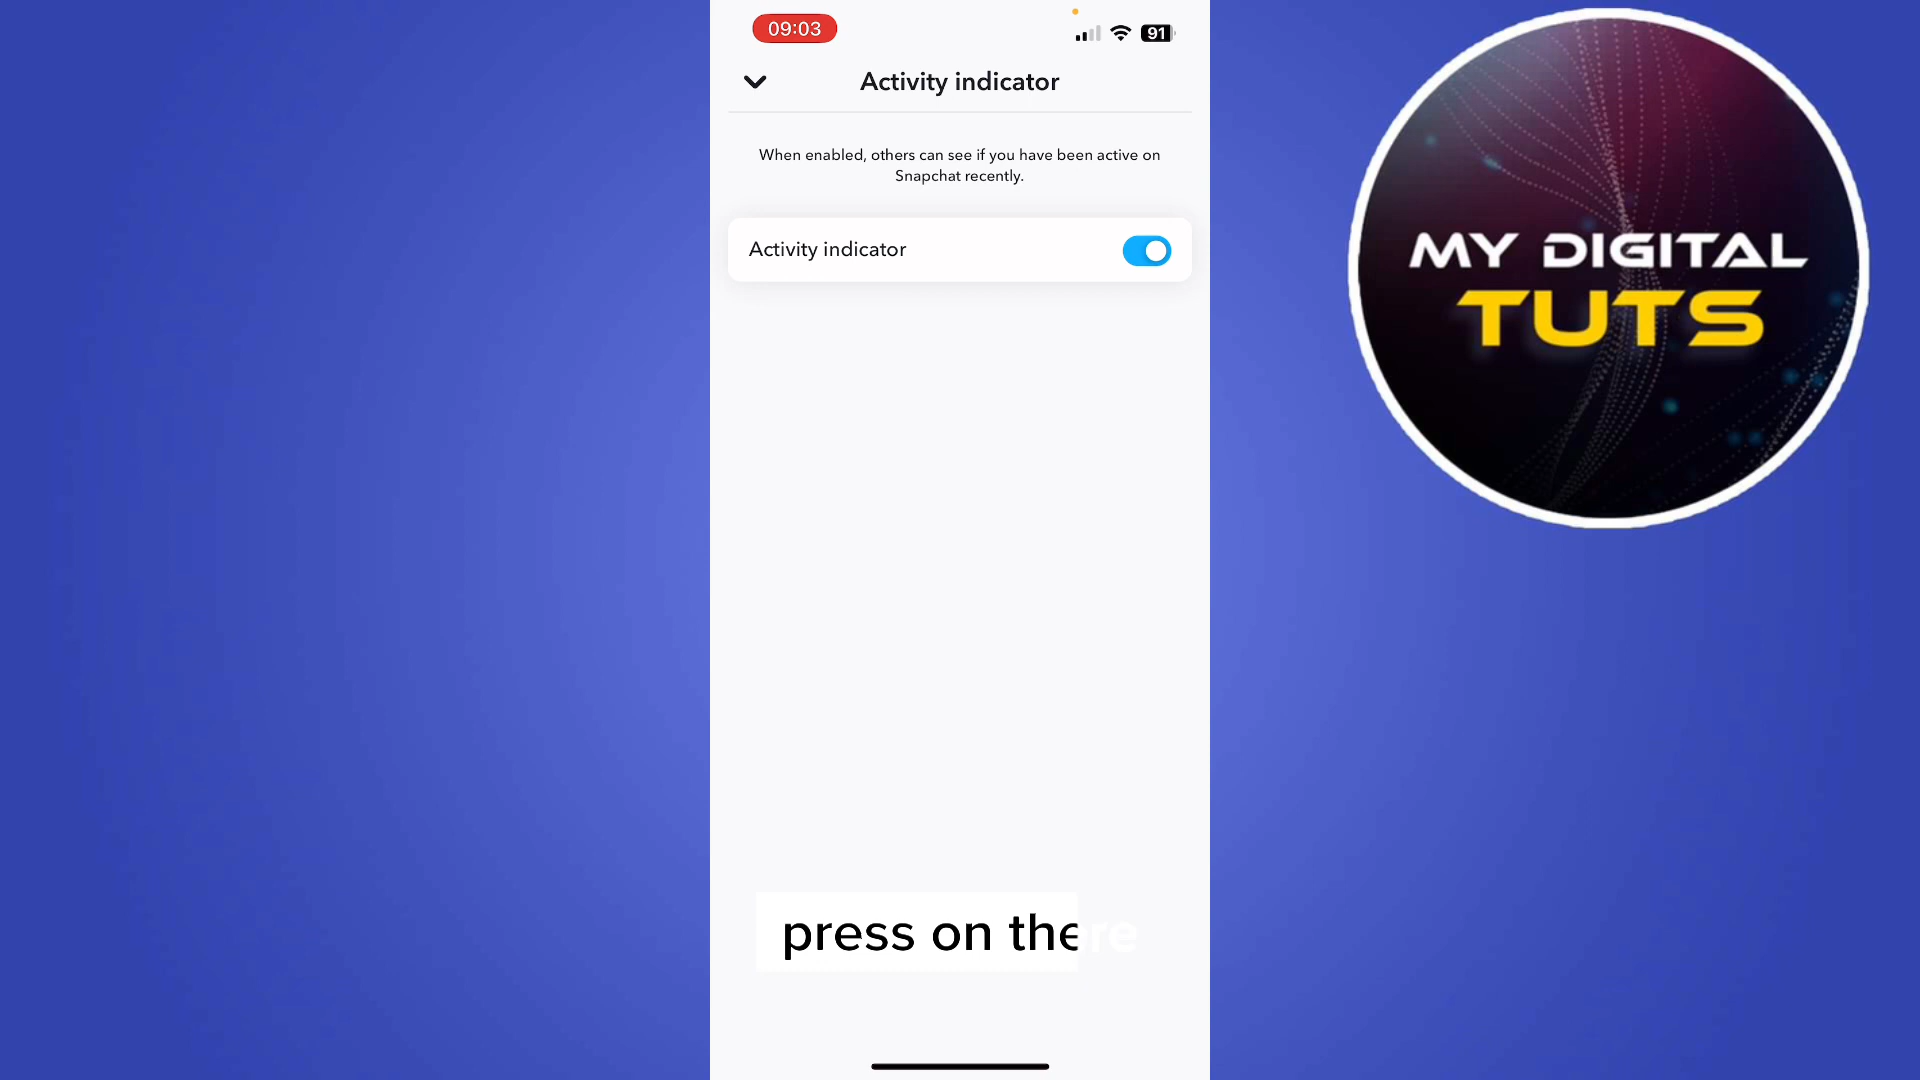 09:03
91
Activity indicator
When enabled, others can see if you have been active on
Snapchat recently.
Activity indicator
MY DIGITAL
TUTS
press on there